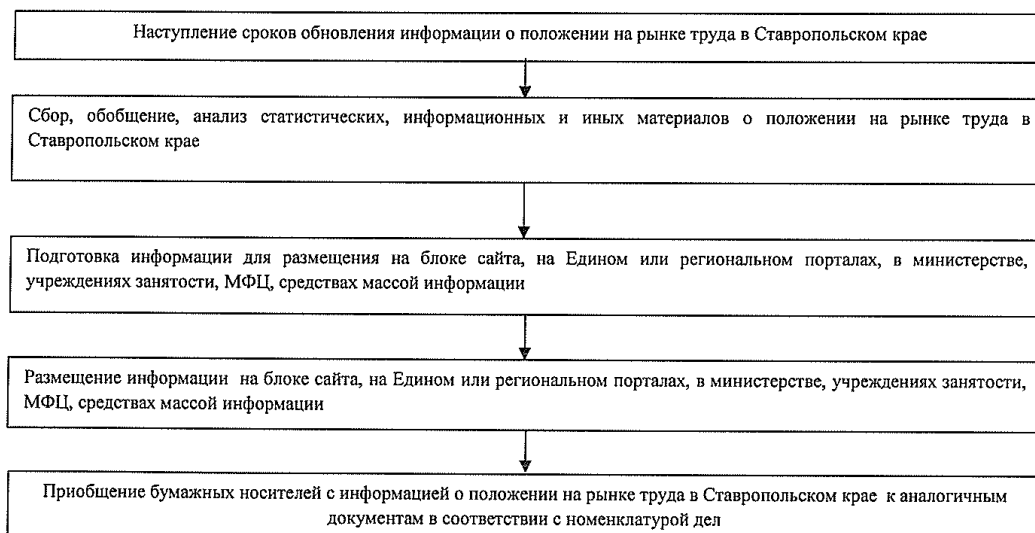 Наступление сроков обновления информации о положении на рынке труда в Ставропольском крае
Сбор, обобщение, анализ статистических, информационных и иных материалов о положении на рынке труда в
Ставропольском крае
Подготовка информации для размещения на блоке сайта, на Едином или региональном порталах, в министерстве,
учреждениях занятости, МФЦ, средствах массой информации
Размещение информации на блоке сайта, на Едином или региональном порталах, в министерстве, учреждениях занятости,
МФЦ, средствах массой информации
Приобщение бумажных носителей с информацией о положении на рынке труда в Ставропольском крае к аналогичным
документам в соответствии с номенклатурой дел